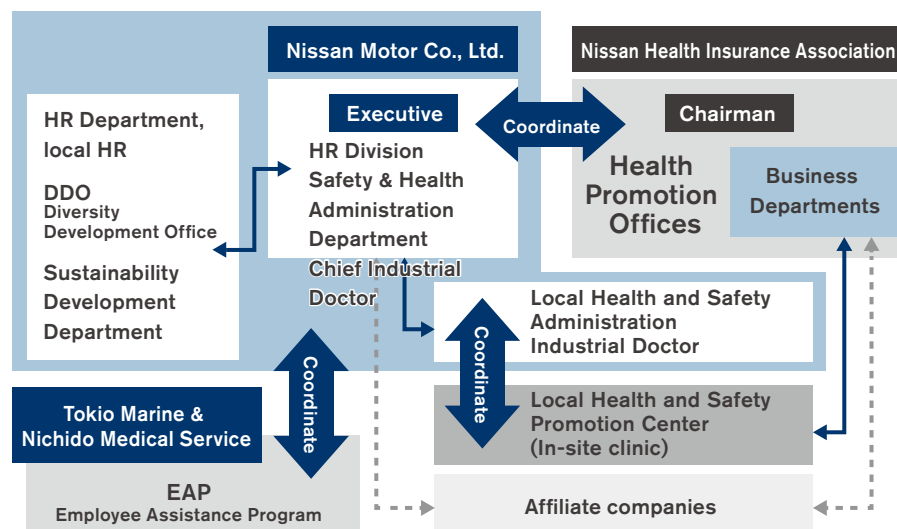 Nissan Motor Co., Ltd.
Nissan Health Insurance Association
HR Department,
local HR
DDO
Diversity
Development Office
Sustainability
Development
Department
Executive
HR Division
Safety & Health
Administration
Department
Chief Industrial
Doctor
Coordinate
Chairman
Health
Promotion
Offices
Business
Departments
Local Health and Safety
Administration
Industrial Doctor
Coordinate
Coordinate
Tokio Marine &
Nichido Medical Service
Local Health and Safety
Promotion Center
(In-site clinic)
EAP
Employee Assistance Program
Affiliate companies